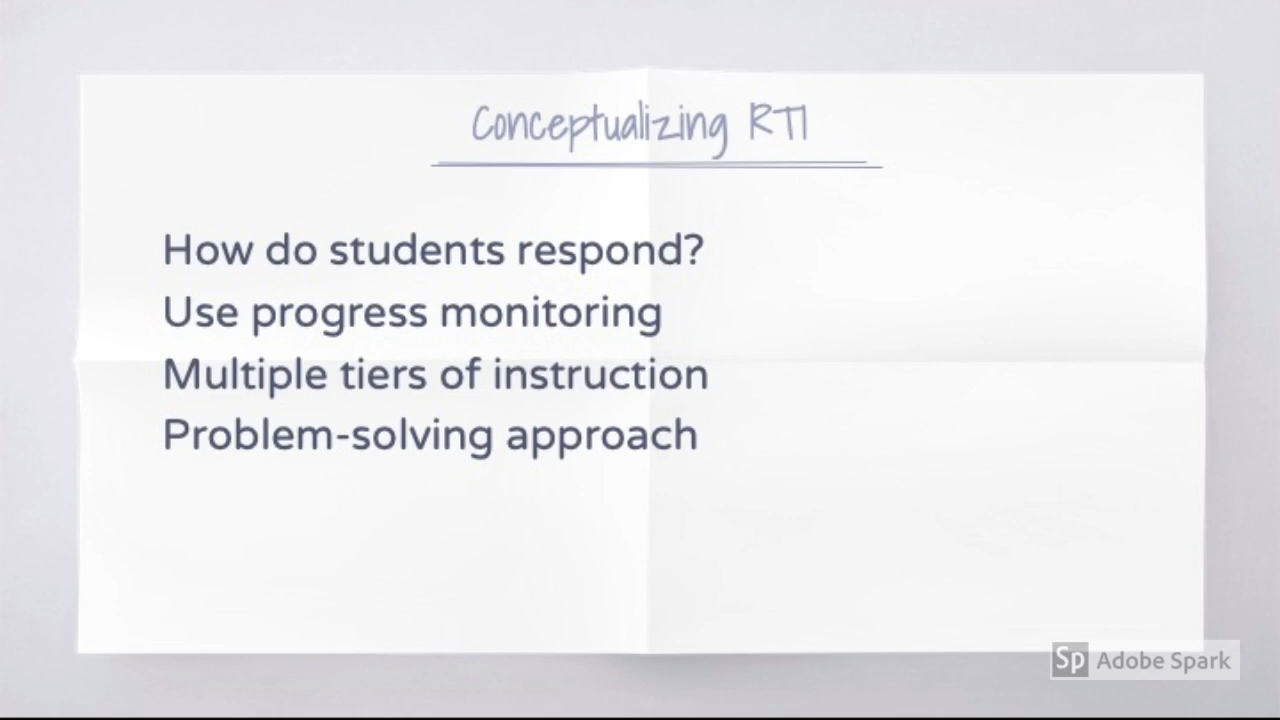 Conceptualizing RTI
How do students respond?
Use progress monitoring
Multiple tiers of instruction
Problem-solving approach
Sp Adobe Spark